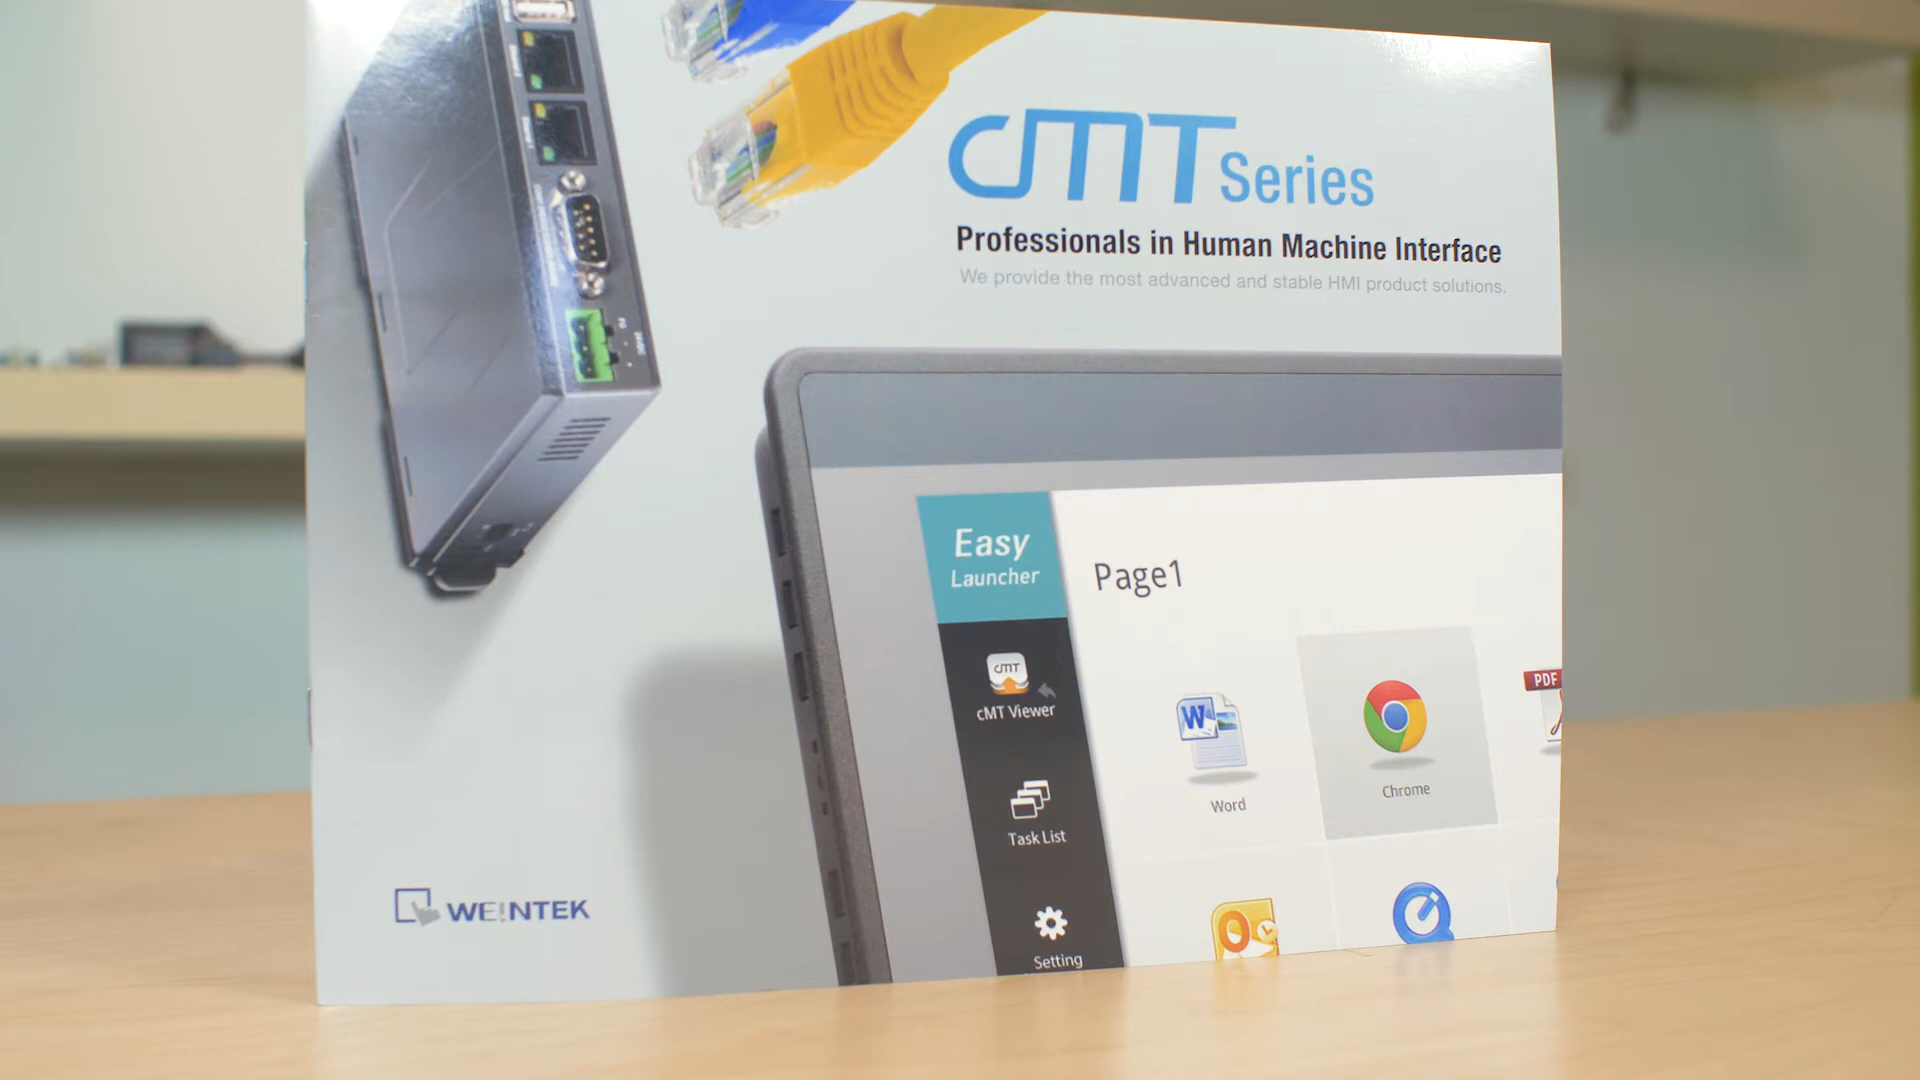 cMT Series
Professionals in Human Machine Interface
We provide the most advanced and stable HMI product solutions.
Easy
Launcher
Page1
cMT
cMT Viewer
W
Word
Chrome
PDF
Task List
O
Setting
WEINTEK